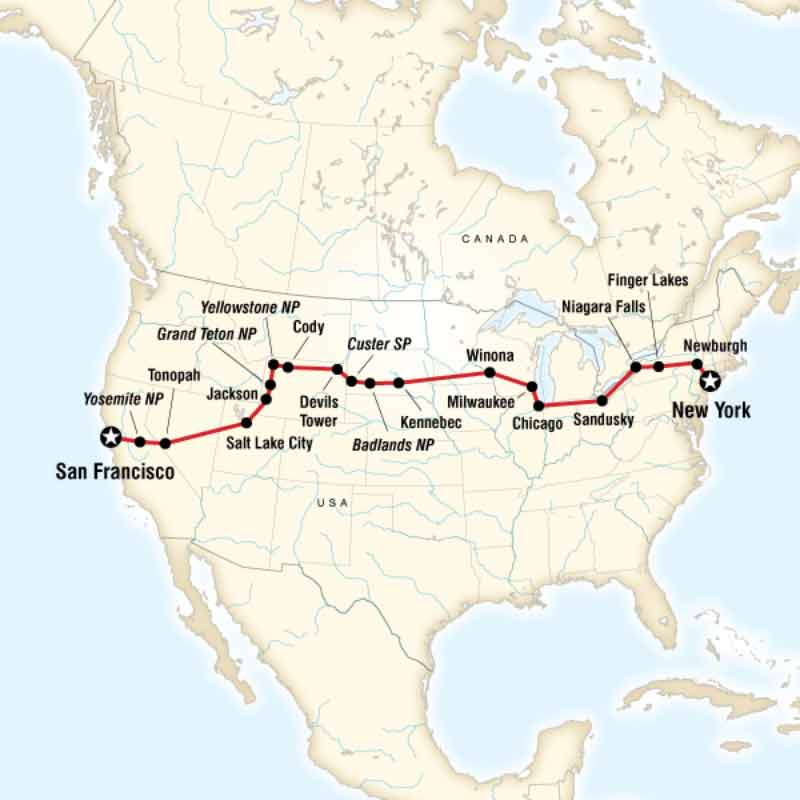 CANADA
Finger Lakes
Niagara Falls
Yellowstone NP
Cody
Grand Teton NP
Custer SP
Newburgh
Winona
Tonopah
Jackson
Yosemite NP
Devils
Tower
Milwaukee
New York
Kennebec
Chicago
Sandusky
Salt Lake City
Badlands NP
San Francisco
USA